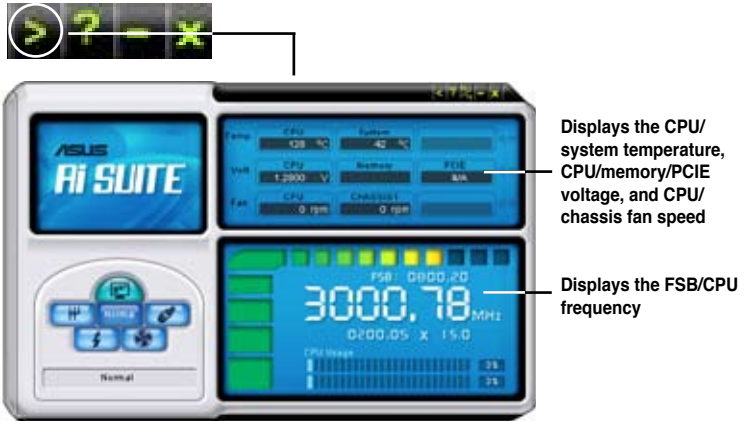 > ? - x
< ? - x
ASUS
Ai SUITE
Temp CPU System
128 °C 42 °C
Volt CPU Memory PCIE
1.2800 V N/A
Fan CPU CHASSIS1
0 rpm 0 rpm
FSB: 0800.20
3000.78 MHz
0200.05 X 15.0
CPU Usage
3%
3%
Normal
Normal
Displays the CPU/
system temperature,
CPU/memory/PCIE
voltage, and CPU/
chassis fan speed
Displays the FSB/CPU
frequency